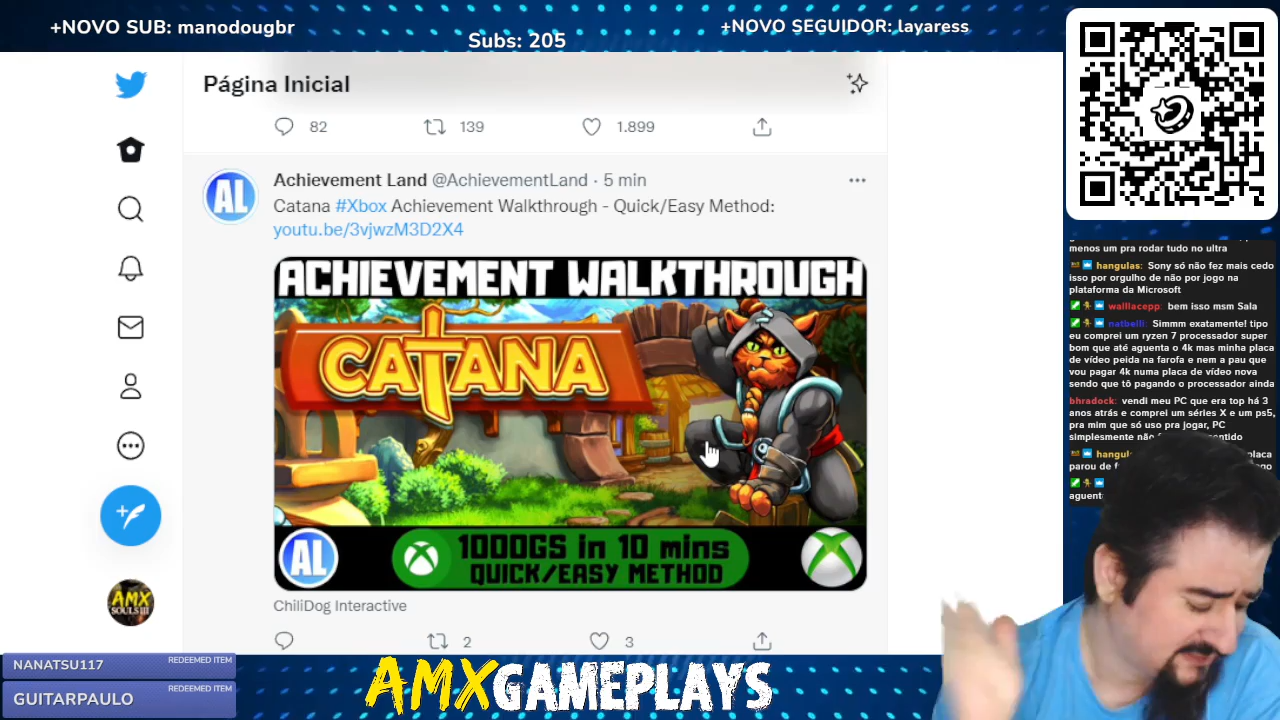 +NOVO SUB: manodougbr
Subs: 205
+NOVO SEGUIDOR: layaress
Página Inicial
82
139
1.899
Achievement Land @AchievementLand · 5 min
Catana #Xbox Achievement Walkthrough - Quick/Easy Method:
youtu.be/3vjwzM3D2X4
ACHIEVEMENT WALKTHROUGH
CATANA
AL
1000GS in 10 mins
QUICK/EASY METHOD
ChiliDog Interactive
2
3
AMX
SOULS III
NANATSU117
REDEEMED ITEM
GUITARPAULO
REDEEMED ITEM
AMXGAMEPLAYS
menos um pra rodar tudo no ultra
hangulas: Sony só não fez mais cedo
isso por orgulho de não por jogo na
plataforma da Microsoft
walllacepp: bem isso msm Sala
natbelli: Simmm exatamente! tipo
eu comprei um ryzen 7 processador super
bom que até aguenta o 4k mas minha placa
de vídeo peida na farofa e nem a pau que
vou pagar 4k numa placa de vídeo nova
sendo que tô pagando o processador ainda
bhradock: vendi meu PC que era top há 3
anos atrás e comprei um séries X e um ps5,
pra mim que só uso pra jogar, PC
simplesmente não
parou de